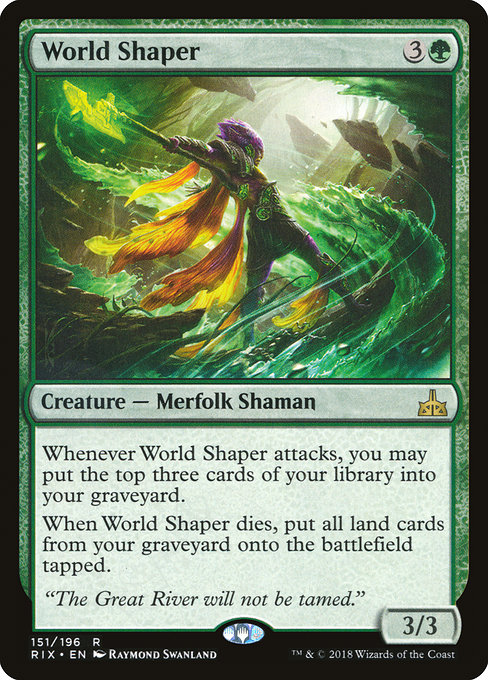 World Shaper 3
Creature — Merfolk Shaman
Whenever World Shaper attacks, you may
put the top three cards of your library into
your graveyard.
When World Shaper dies, put all land cards
from your graveyard onto the battlefield
tapped.
“The Great River will not be tamed.”
3/3
151/196 R
RIX • EN Raymond Swanland
™ & © 2018 Wizards of the Coast